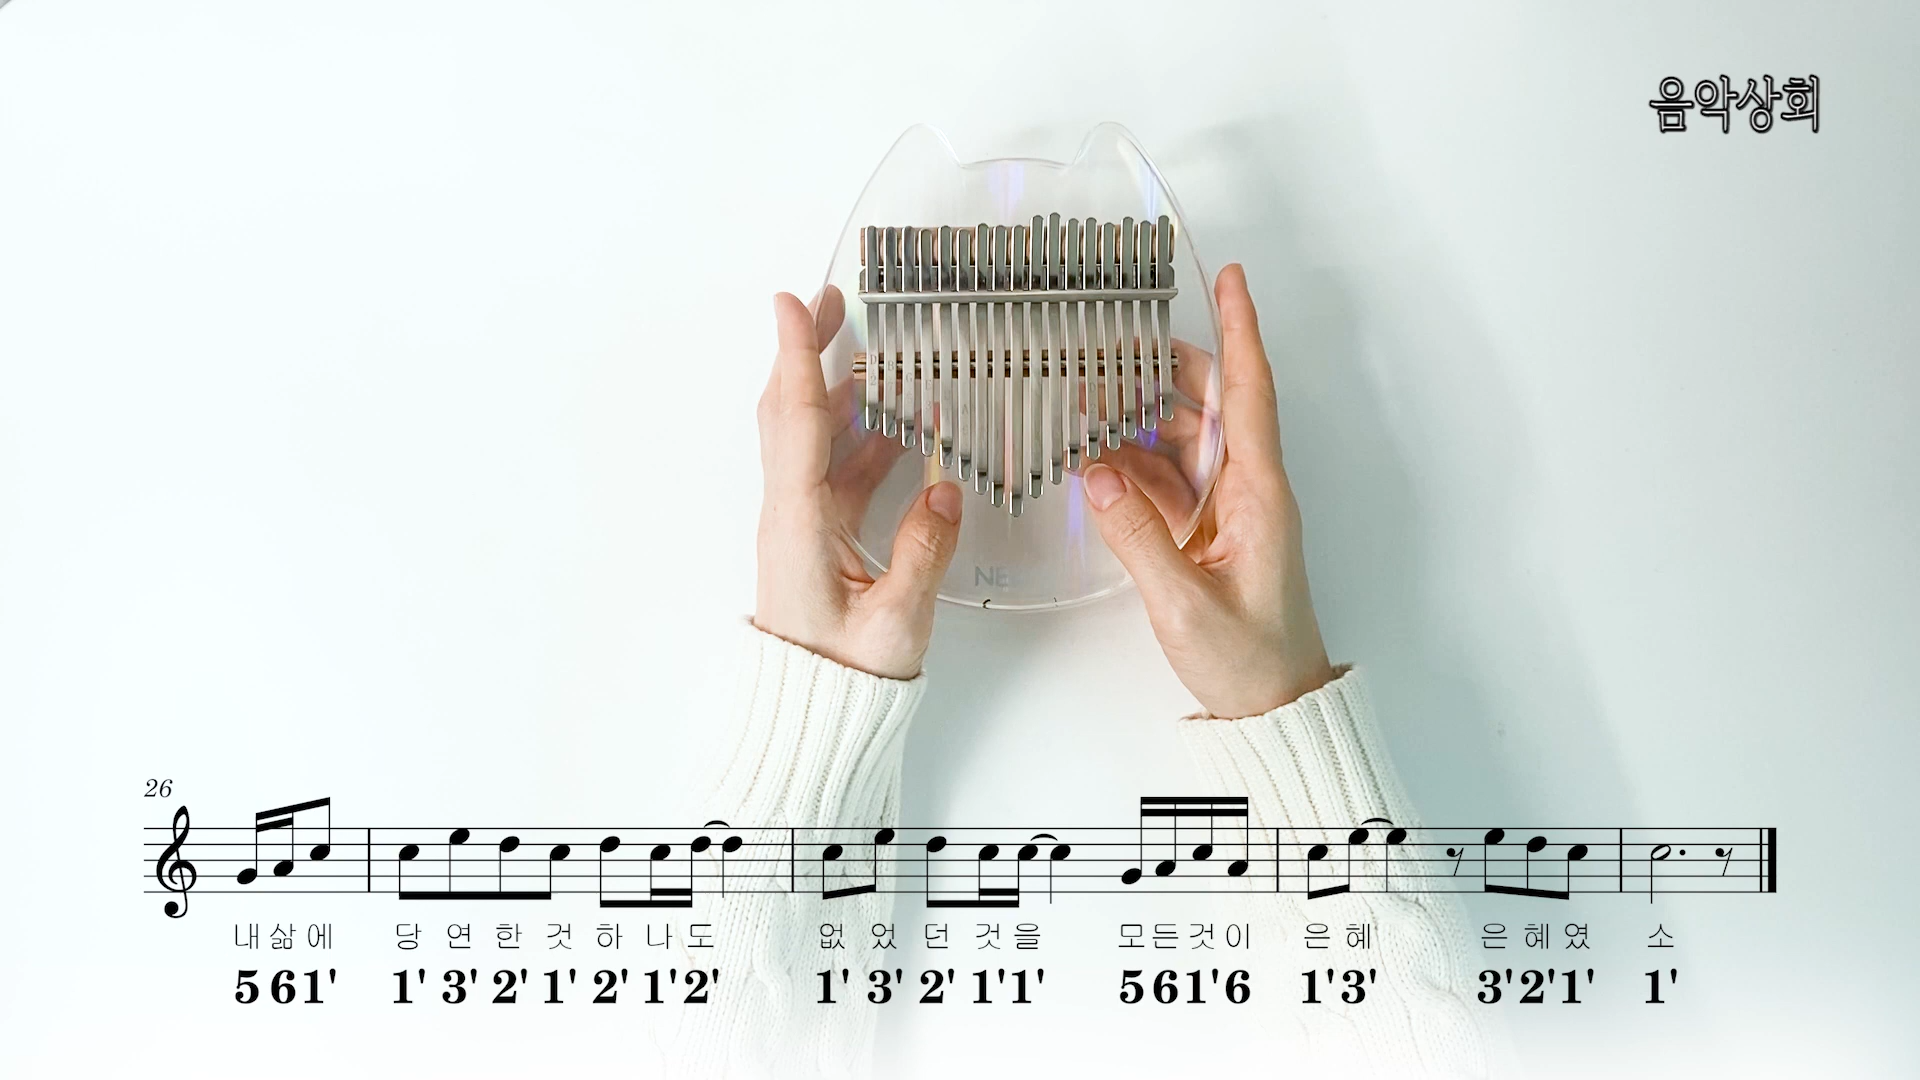 음악상회
26
내 삶 에 당 연 한 것 하 나 도 없 었 던 것 을 모 든 것 이 은 혜 은 혜 였 소
5 6 1' 1' 3' 2' 1' 2' 1' 2' 1' 3' 2' 1' 1' 5 6 1' 6 1' 3' 3' 2' 1' 1'